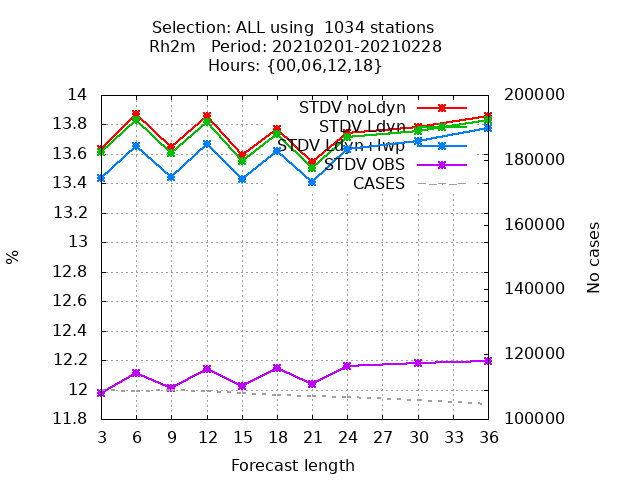 Selection: ALL using  1034 stations
Rh2m   Period: 20210201-20210228
Hours: {00,06,12,18}
14
13.8
13.6
13.4
13.2
13
12.8
12.6
12.4
12.2
12
11.8
%
STDV noLdyn
STDV Ldyn
STDV Ldyn rlwp
STDV OBS
CASES
200000
180000
160000
140000
120000
100000
No cases
3 6 9 12 15 18 21 24 27 30 33 36
Forecast length